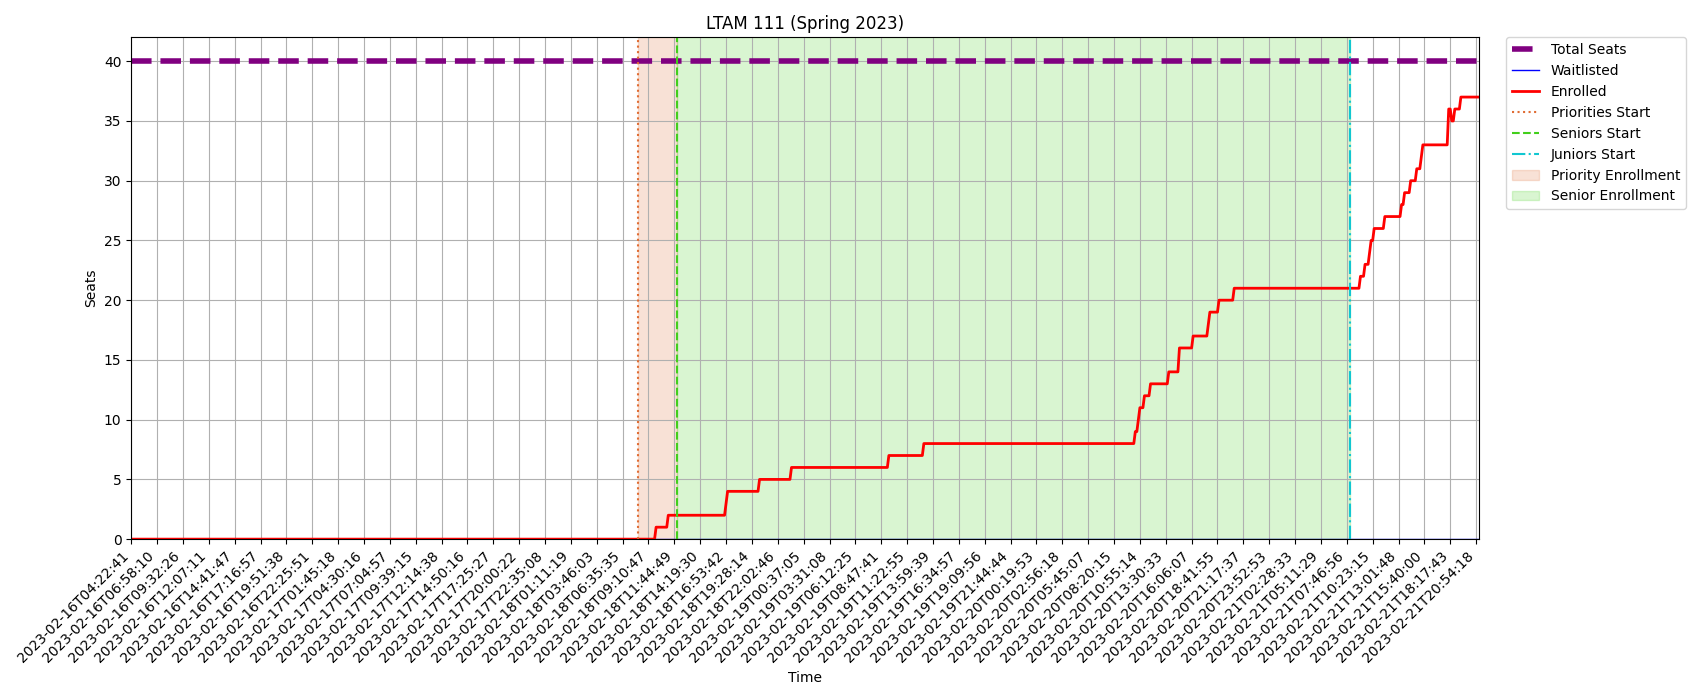 LTAM 111 (Spring 2023)
Total Seats
Waitlisted
Enrolled
Priorities Start
Seniors Start
Juniors Start
Priority Enrollment
Senior Enrollment
Seats
40
35
30
25
20
15
10
5
0
2023-02-16T04:22:41
2023-02-16T06:58:10
2023-02-16T09:32:26
2023-02-16T12:07:11
2023-02-16T14:41:47
2023-02-16T17:16:57
2023-02-16T19:51:38
2023-02-16T22:25:51
2023-02-17T01:45:18
2023-02-17T04:30:16
2023-02-17T07:04:57
2023-02-17T09:39:15
2023-02-17T12:14:38
2023-02-17T14:50:16
2023-02-17T17:25:27
2023-02-17T20:00:22
2023-02-17T22:35:08
2023-02-18T01:11:19
2023-02-18T03:46:03
2023-02-18T06:35:35
2023-02-18T09:10:47
2023-02-18T11:44:49
2023-02-18T14:19:30
2023-02-18T16:53:42
2023-02-18T19:28:14
2023-02-18T22:02:46
2023-02-19T00:37:05
2023-02-19T03:31:08
2023-02-19T06:12:25
2023-02-19T08:47:41
2023-02-19T11:22:55
2023-02-19T13:59:39
2023-02-19T16:34:57
2023-02-19T19:09:56
2023-02-19T21:44:44
2023-02-20T00:19:53
2023-02-20T02:56:18
2023-02-20T05:45:07
2023-02-20T08:20:15
2023-02-20T10:55:14
2023-02-20T13:30:33
2023-02-20T16:06:07
2023-02-20T18:41:55
2023-02-20T21:17:37
2023-02-20T23:52:53
2023-02-21T02:28:33
2023-02-21T05:11:29
2023-02-21T07:46:56
2023-02-21T10:23:15
2023-02-21T13:01:48
2023-02-21T15:40:00
2023-02-21T18:17:43
2023-02-21T20:54:18
Time